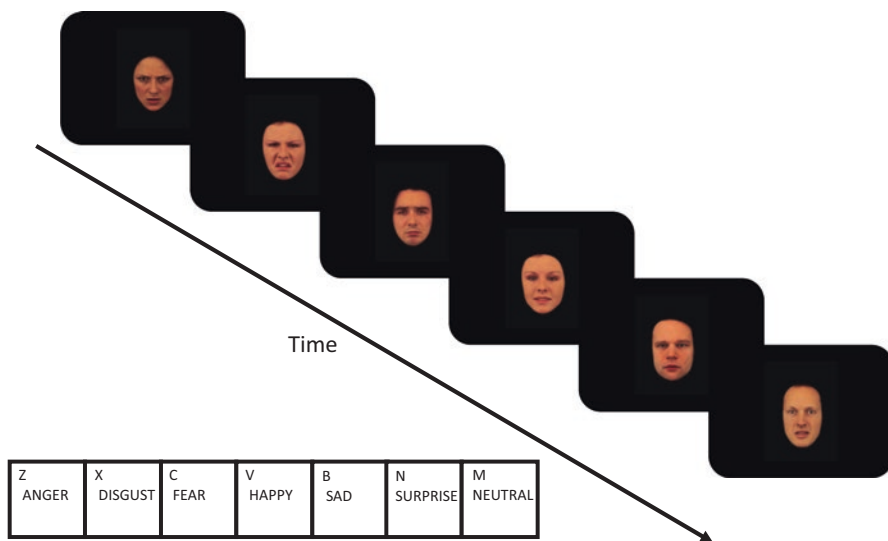 Time
Z X C V B N M
ANGER DISGUST FEAR HAPPY SAD SURPRISE NEUTRAL